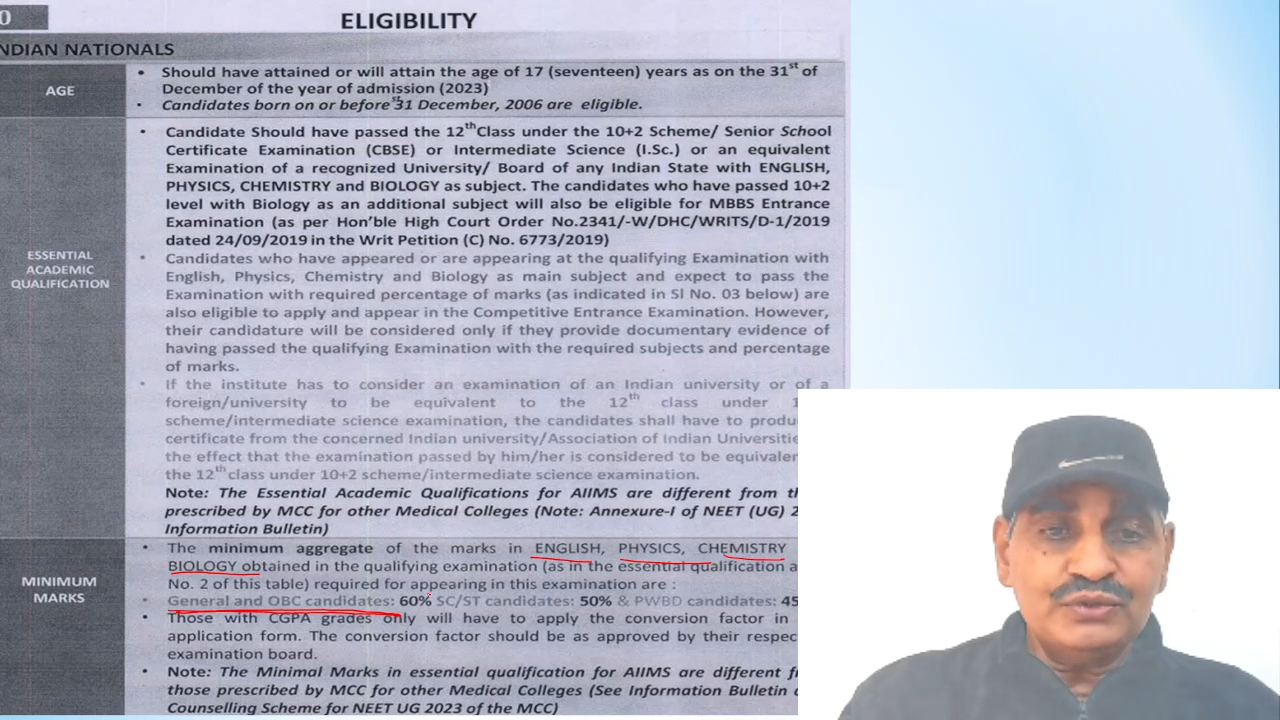 0
ELIGIBILITY
NDIAN NATIONALS
AGE
• Should have attained or will attain the age of 17 (seventeen) years as on the 31st of
December of the year of admission (2023)
• Candidates born on or before 31st December, 2006 are eligible.
ESSENTIAL
ACADEMIC
QUALIFICATION
• Candidate Should have passed the 12th Class under the 10+2 Scheme/ Senior School
Certificate Examination (CBSE) or Intermediate Science (I.Sc.) or an equivalent
Examination of a recognized University/ Board of any Indian State with ENGLISH,
PHYSICS, CHEMISTRY and BIOLOGY as subject. The candidates who have passed 10+2
level with Biology as an additional subject will also be eligible for MBBS Entrance
Examination (as per Hon'ble High Court Order No.2341/-W/DHC/WRITS/D-1/2019
dated 24/09/2019 in the Writ Petition (C) No. 6773/2019)
• Candidates who have appeared or are appearing at the qualifying Examination with
English, Physics, Chemistry and Biology as main subject and expect to pass the
Examination with required percentage of marks (as indicated in Sl No. 03 below) are
also eligible to apply and appear in the Competitive Entrance Examination. However,
their candidature will be considered only if they provide documentary evidence of
having passed the qualifying Examination with the required subjects and percentage
of marks.
• If the institute has to consider an examination of an Indian university or of a
foreign/university to be equivalent to the 12th class under 1
scheme/intermediate science examination, the candidates shall have to produ
certificate from the concerned Indian university/Association of Indian Universitie
the effect that the examination passed by him/her is considered to be equivaler
the 12th class under 10+2 scheme/intermediate science examination.
Note: The Essential Academic Qualifications for AIIMS are different from th
prescribed by MCC for other Medical Colleges (Note: Annexure-I of NEET (UG) 2
Information Bulletin)
MINIMUM
MARKS
• The minimum aggregate of the marks in ENGLISH, PHYSICS, CHEMISTRY
BIOLOGY obtained in the qualifying examination (as in the essential qualification a
No. 2 of this table) required for appearing in this examination are :
• General and OBC candidates: 60% SC/ST candidates: 50% & PWBD candidates: 45
• Those with CGPA grades only will have to apply the conversion factor in
application form. The conversion factor should be as approved by their respec
examination board.
• Note: The Minimal Marks in essential qualification for AIIMS are different f
those prescribed by MCC for other Medical Colleges (See Information Bulletin
Counselling Scheme for NEET UG 2023 of the MCC)